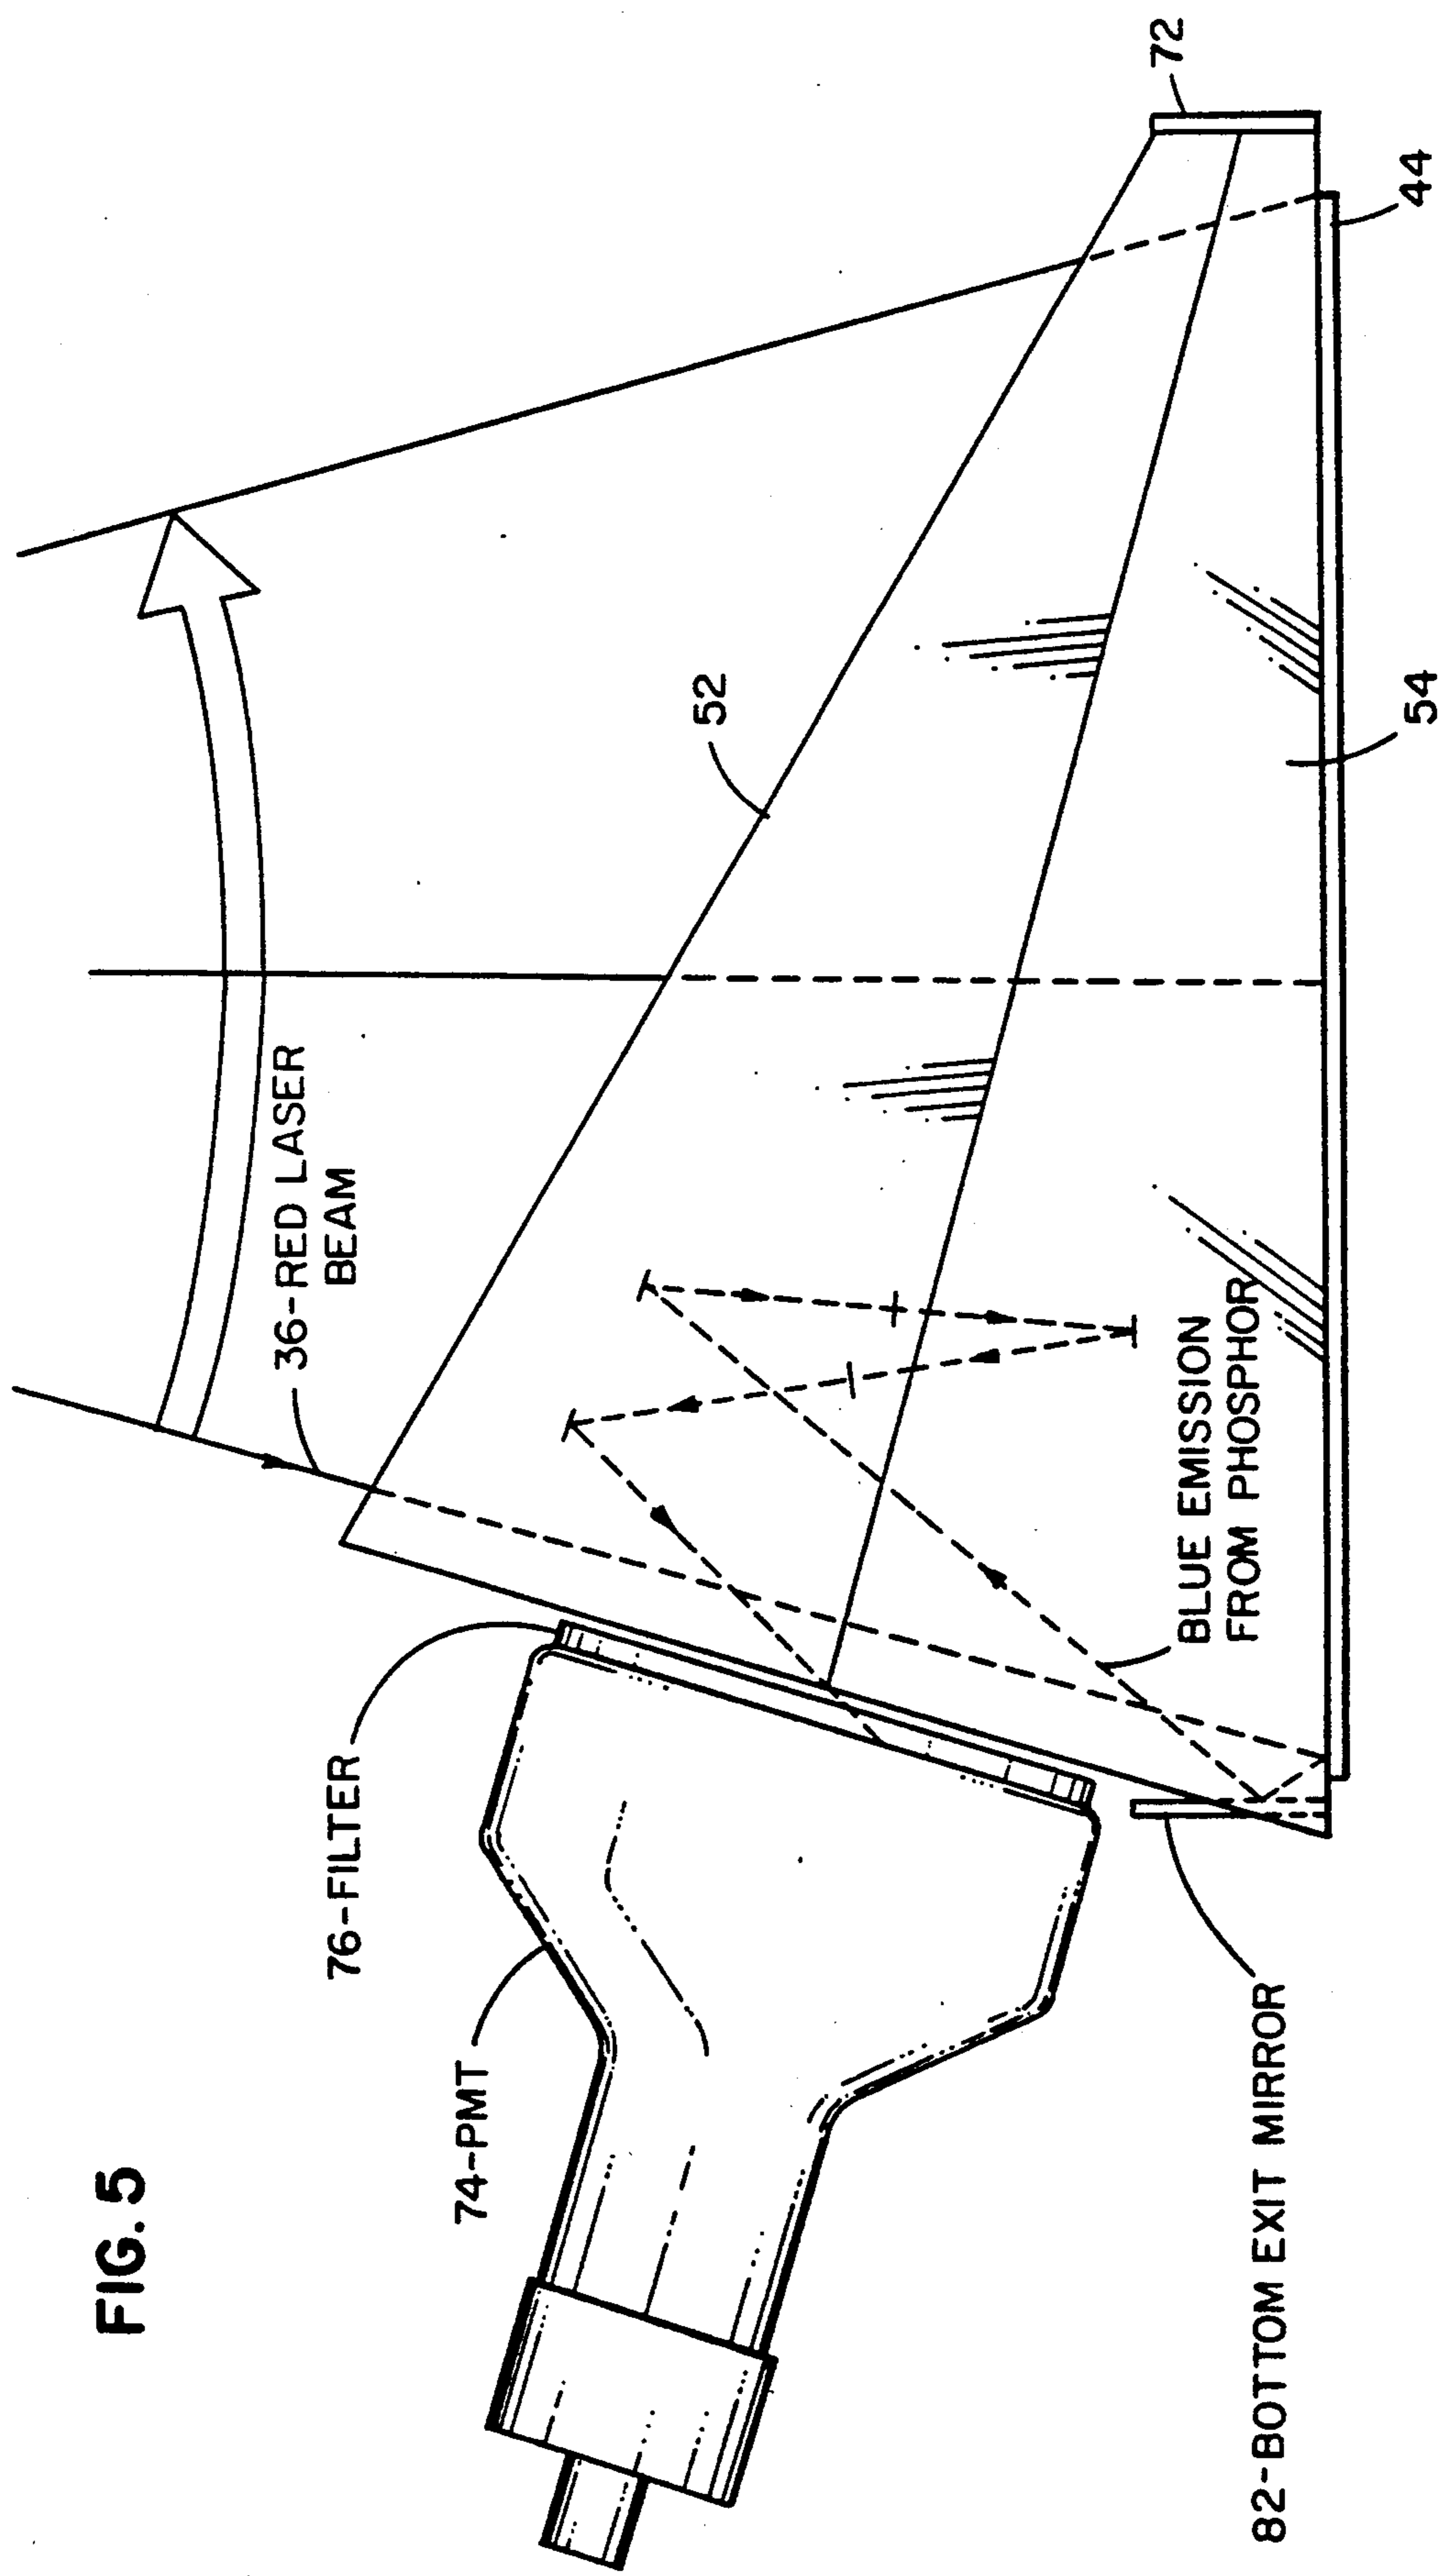 FIG. 5
36-RED LASER
BEAM
52
72
76-FILTER
74-PMT
BLUE EMISSION
FROM PHOSPHOR
82-BOTTOM EXIT MIRROR
54
44